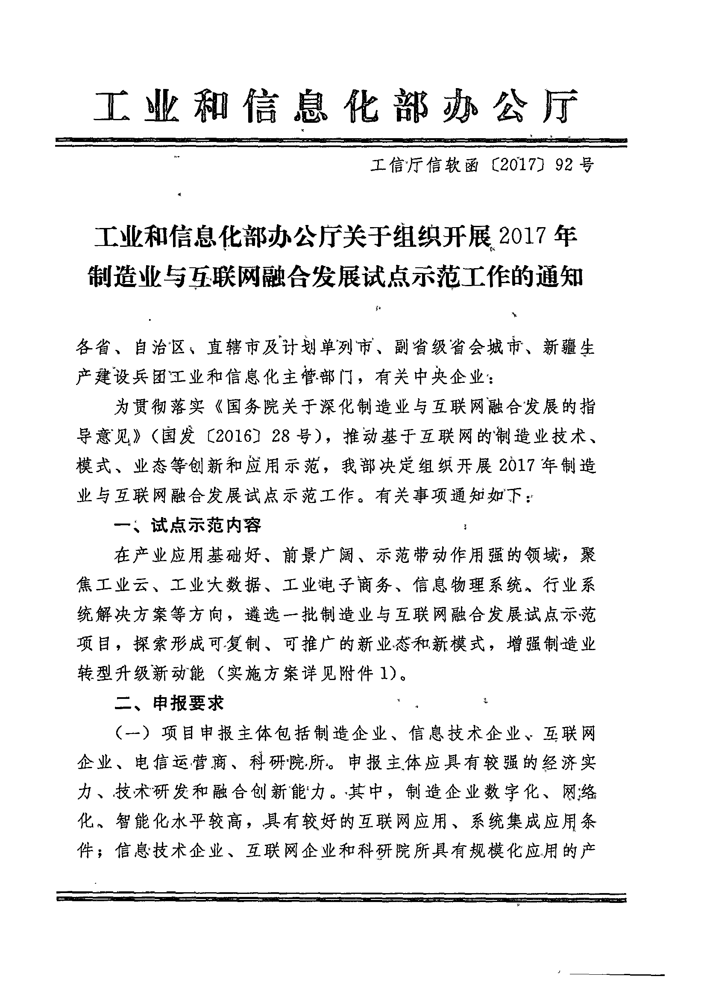 工业和信息化部办公厅
工信厅信软函〔2017〕92号
工业和信息化部办公厅关于组织开展2017年
制造业与互联网融合发展试点示范工作的通知
各省、自治区、直辖市及计划单列市、副省级省会城市、新疆生
产建设兵团工业和信息化主管部门，有关中央企业：
为贯彻落实《国务院关于深化制造业与互联网融合发展的指
导意见》（国发〔2016〕28号），推动基于互联网的制造业技术、
模式、业态等创新和应用示范，我部决定组织开展2017年制造
业与互联网融合发展试点示范工作。有关事项通知如下：
一、试点示范内容
在产业应用基础好、前景广阔、示范带动作用强的领域，聚
焦工业云、工业大数据、工业电子商务、信息物理系统、行业系
统解决方案等方向，遴选一批制造业与互联网融合发展试点示范
项目，探索形成可复制、可推广的新业态和新模式，增强制造业
转型升级新动能（实施方案详见附件1）。
二、申报要求
（一）项目申报主体包括制造企业、信息技术企业、互联网
企业、电信运营商、科研院所。申报主体应具有较强的经济实
力、技术研发和融合创新能力。其中，制造企业数字化、网络
化、智能化水平较高，具有较好的互联网应用、系统集成应用条
件；信息技术企业、互联网企业和科研院所具有规模化应用的产